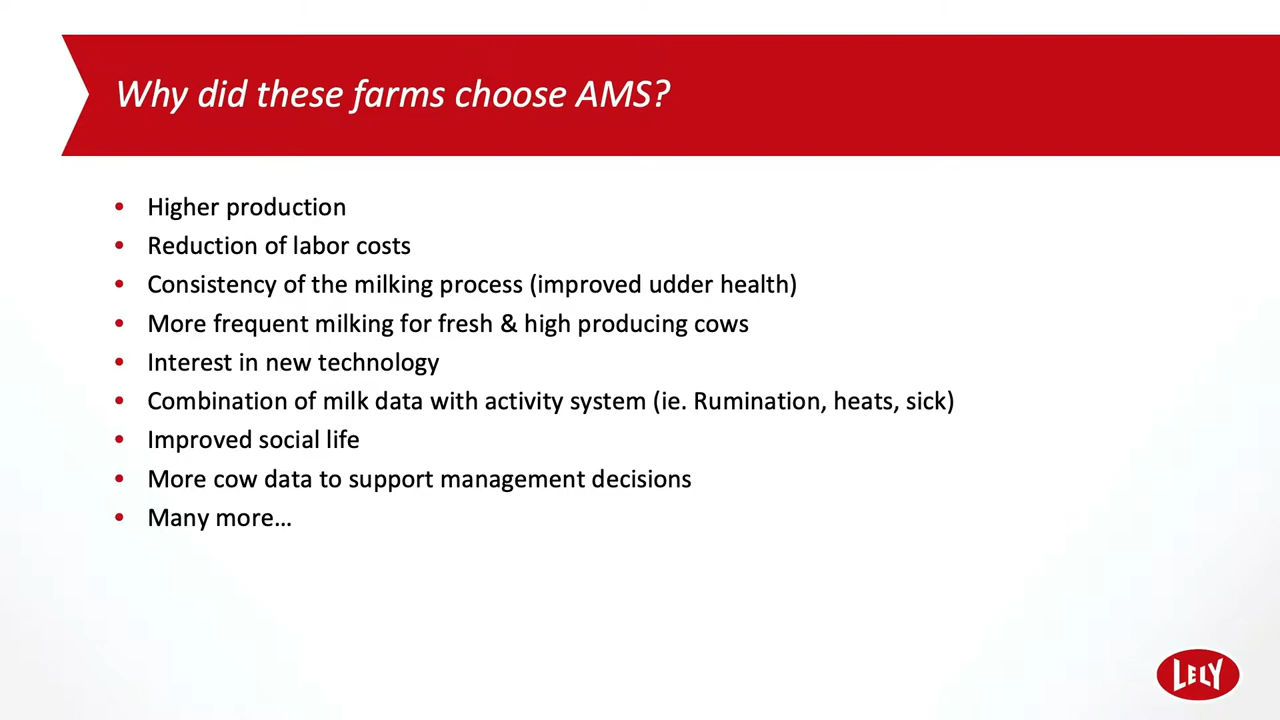 Why did these farms choose AMS?
• Higher production
• Reduction of labor costs
• Consistency of the milking process (improved udder health)
• More frequent milking for fresh & high producing cows
• Interest in new technology
• Combination of milk data with activity system (ie. Rumination, heats, sick)
• Improved social life
• More cow data to support management decisions
• Many more…
LELY